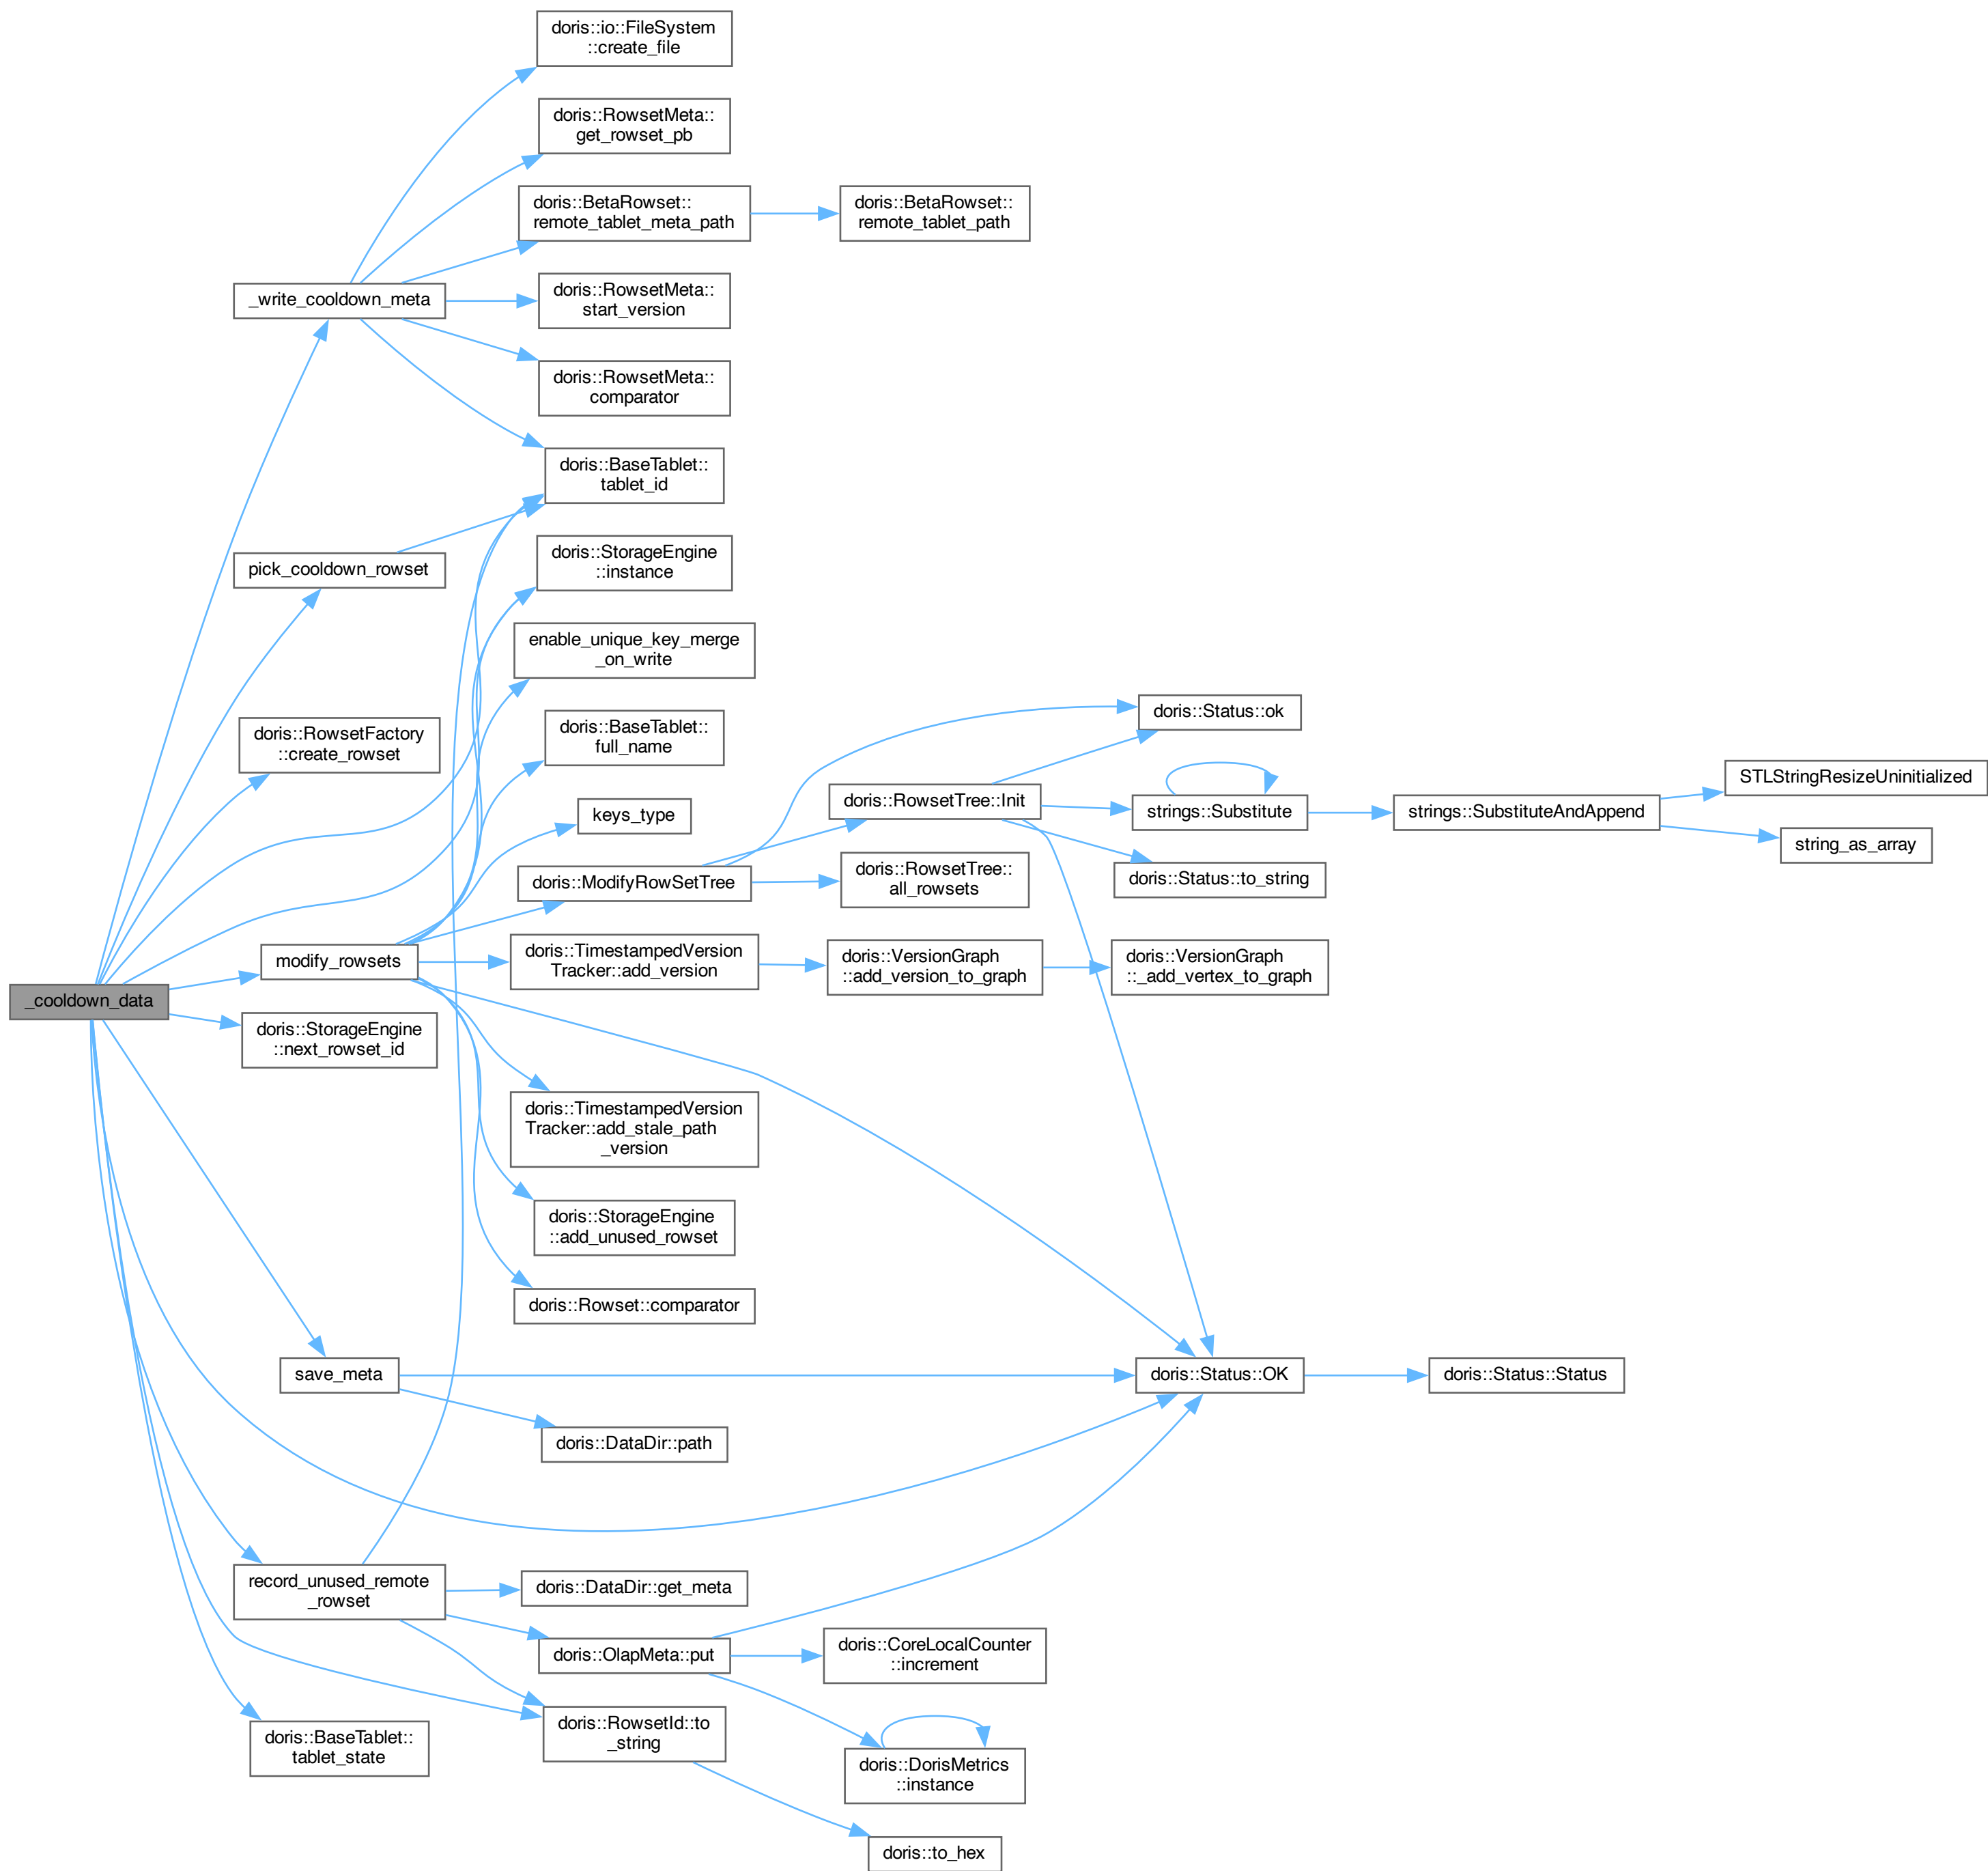 doris::io::FileSystem
::create_file
doris::RowsetMeta::
get_rowset_pb
doris::BetaRowset::
remote_tablet_meta_path
doris::BetaRowset::
remote_tablet_path
_write_cooldown_meta
doris::RowsetMeta::
start_version
doris::RowsetMeta::
comparator
doris::BaseTablet::
tablet_id
pick_cooldown_rowset
doris::StorageEngine
::instance
enable_unique_key_merge
_on_write
doris::RowsetFactory
::create_rowset
doris::BaseTablet::
full_name
doris::Status::ok
keys_type
doris::RowsetTree::Init
strings::Substitute
strings::SubstituteAndAppend
STLStringResizeUninitialized
string_as_array
doris::ModifyRowSetTree
doris::RowsetTree::
all_rowsets
doris::Status::to_string
modify_rowsets
doris::TimestampedVersion
Tracker::add_version
doris::VersionGraph
::add_version_to_graph
doris::VersionGraph
::_add_vertex_to_graph
_cooldown_data
doris::StorageEngine
::next_rowset_id
doris::TimestampedVersion
Tracker::add_stale_path
_version
doris::StorageEngine
::add_unused_rowset
doris::Rowset::comparator
save_meta
doris::Status::OK
doris::Status::Status
doris::DataDir::path
record_unused_remote
_rowset
doris::DataDir::get_meta
doris::OlapMeta::put
doris::CoreLocalCounter
::increment
doris::BaseTablet::
tablet_state
doris::RowsetId::to
_string
doris::DorisMetrics
::instance
doris::to_hex